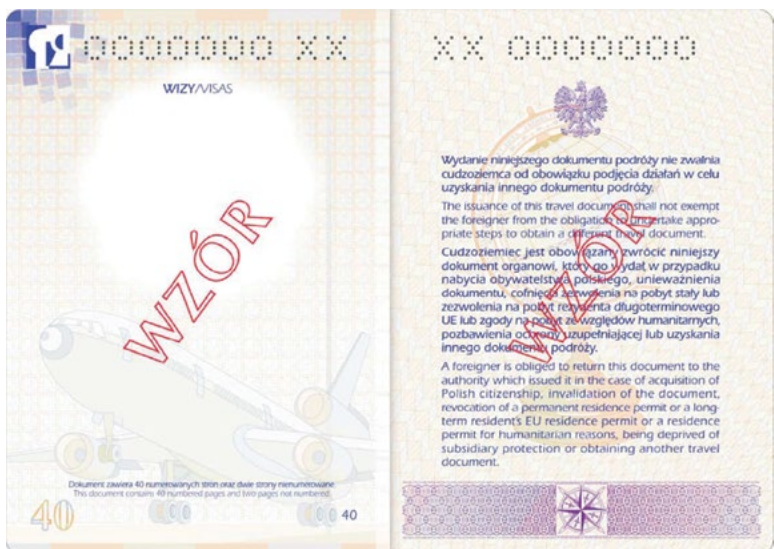 0000000 XX
WIZY/VISAS
WZÓR
Dokument zawiera 40 numerowanych stron oraz dwie strony nienumerowane
This document contains 40 numbered pages and two pages not numbered
40
40
XX 0000000
Wydanie niniejszego dokumentu podróży nie zwalnia
cudzoziemca od obowiązku podjęcia działań w celu
uzyskania innego dokumentu podróży.
The issuance of this travel document shall not exempt
the foreigner from the obligation to undertake appro-
priate steps to obtain a different travel document.
Cudzoziemiec jest obowiązany zwrócić niniejszy
dokument organowi, który go wydał w przypadku
nabycia obywatelstwa polskiego, unieważnienia
dokumentu, cofnięcia zezwolenia na pobyt stały lub
zezwolenia na pobyt rezydenta długoterminowego
UE lub zgody na pobyt ze względów humanitarnych,
pozbawienia ochrony uzupełniającej lub uzyskania
innego dokumentu podróży.
A foreigner is obliged to return this document to the
authority which issued it in the case of acquisition of
Polish citizenship, invalidation of the document,
revocation of a permanent residence permit or a long-
term resident's EU residence permit or a residence
permit for humanitarian reasons, being deprived of
subsidiary protection or obtaining another travel
document.
WZÓR